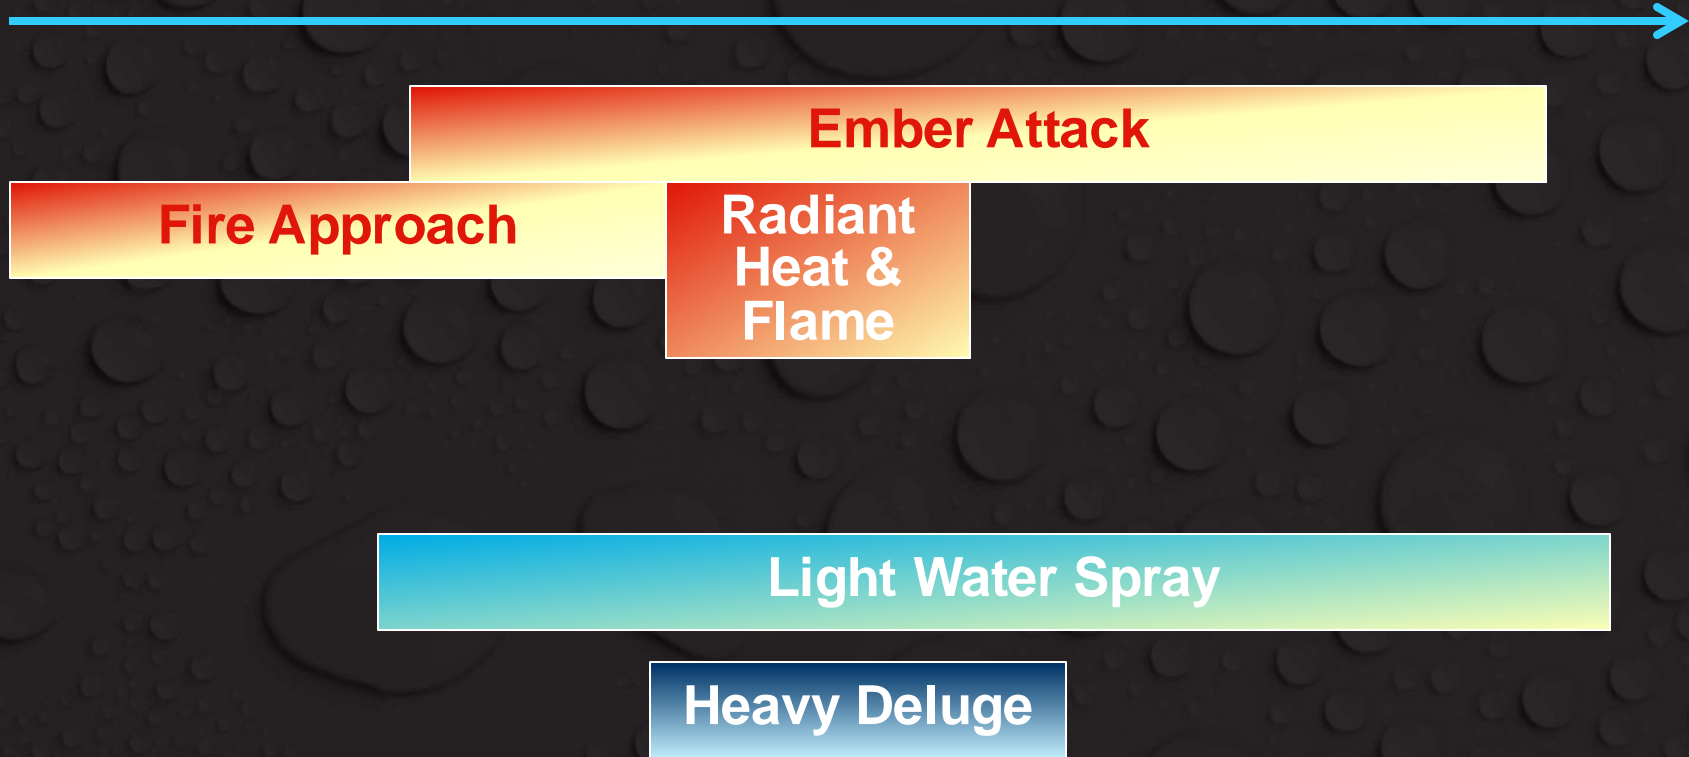 Ember Attack
Fire Approach
Radiant
Heat &
Flame
Light Water Spray
Heavy Deluge